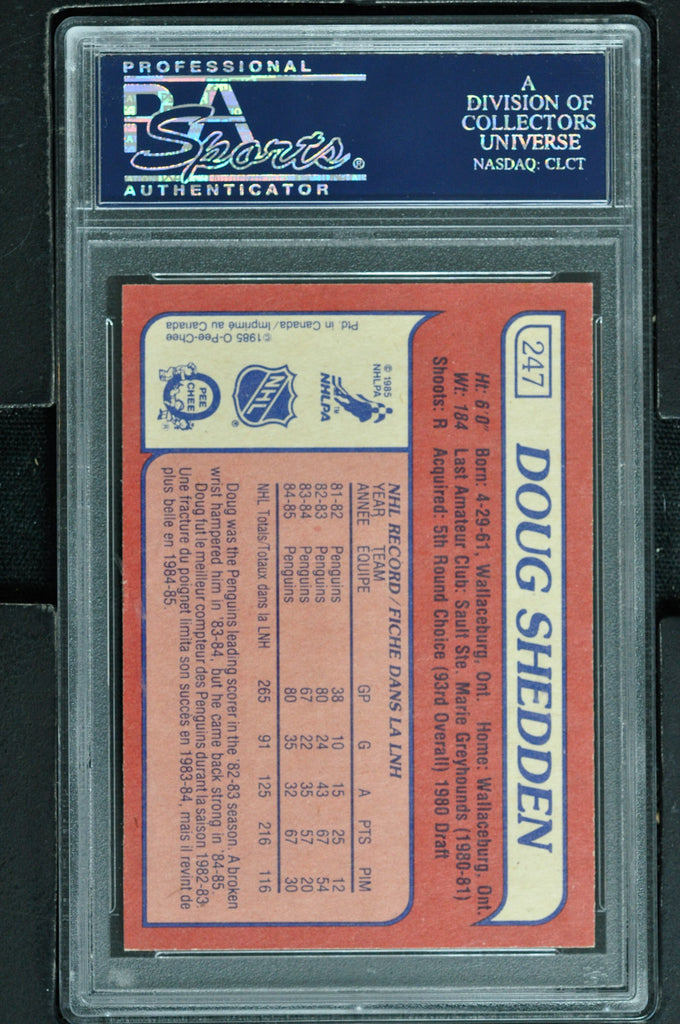 PROFESSIONAL
PSA
Sports®
AUTHENTICATOR
A
DIVISION OF
COLLECTORS
UNIVERSE
NASDAQ: CLCT
247
DOUG SHEDDEN
Ht: 6'0" Born: 4-29-61, Wallaceburg, Ont. Home: Wallaceburg, Ont.
Wt: 184 Last Amateur Club: Sault Ste. Marie Greyhounds (1980-81)
Shoots: R Acquired: 5th Round Choice (93rd Overall) 1980 Draft
© 1985
NHLPA
NHLPA™
NHL®
O PEE CHEE
©1985 O-Pee-Chee
Ptd. in Canada/Imprimé au Canada
NHL RECORD/FICHE DANS LA LNH
YEAR TEAM
ANNÉE EQUIPE GP G A PTS PIM
81-82 Penguins 38 10 15 25 12
82-83 Penguins 80 24 43 67 54
83-84 Penguins 67 22 35 57 20
84-85 Penguins 80 35 32 67 30
NHL Totals/Totaux dans la LNH 265 91 125 216 116
Doug was the Penguins leading scorer in the '82-83 season. A broken
wrist hampered him in '83-84, but he came back strong in '84-85.
Doug fut le meilleur compteur des Penguins durant la saison 1982-83.
Une fracture du poignet limita son succès en 1983-84, mais il revint de
plus belle en 1984-85.